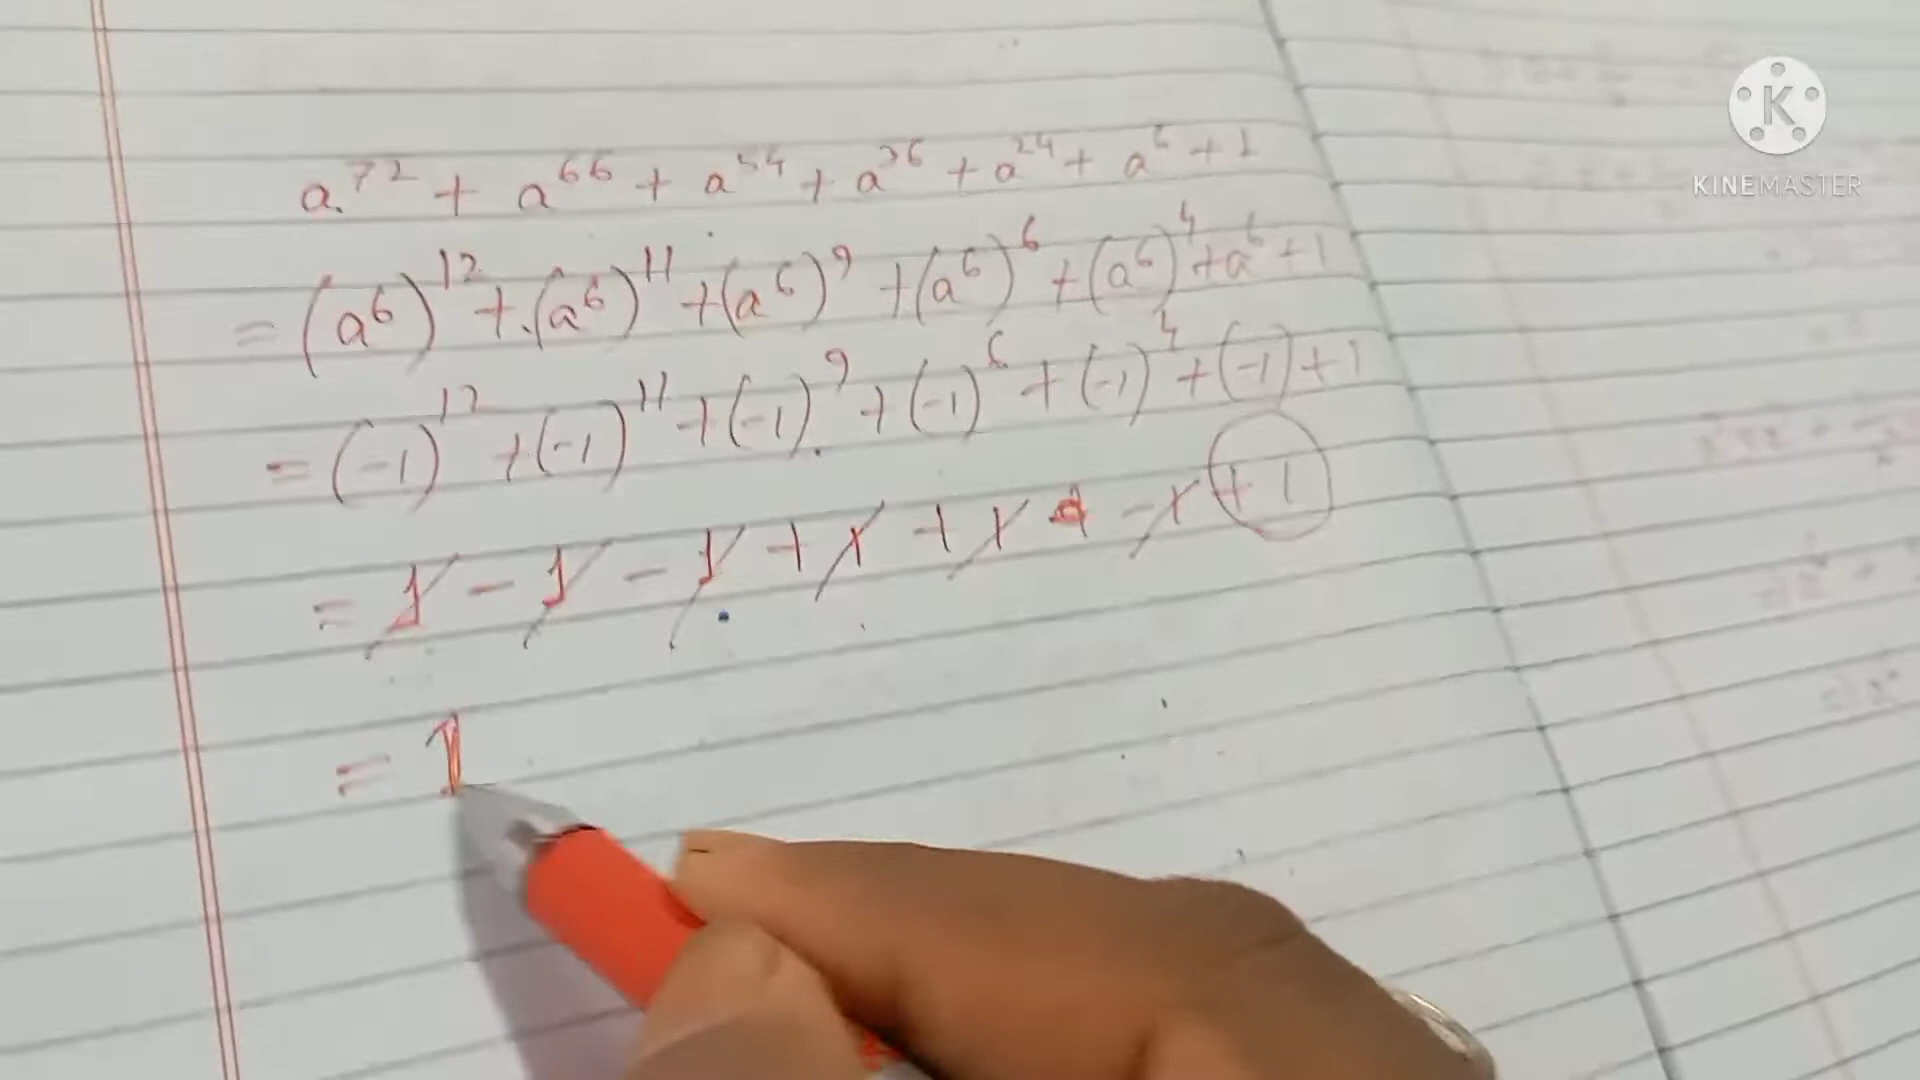 a^72 + a^66 + a^54 + a^36 + a^24 + a^6 + 1
= (a^6)^12 + (a^6)^11 + (a^6)^9 + (a^6)^6 + (a^6)^4 + a^6 + 1
= (-1)^12 + (-1)^11 + (-1)^9 + (-1)^6 + (-1)^4 + (-1) + 1
= 1 - 1 - 1 + 1 + 1 - 1 + 1
= 1
K
KINEMASTER